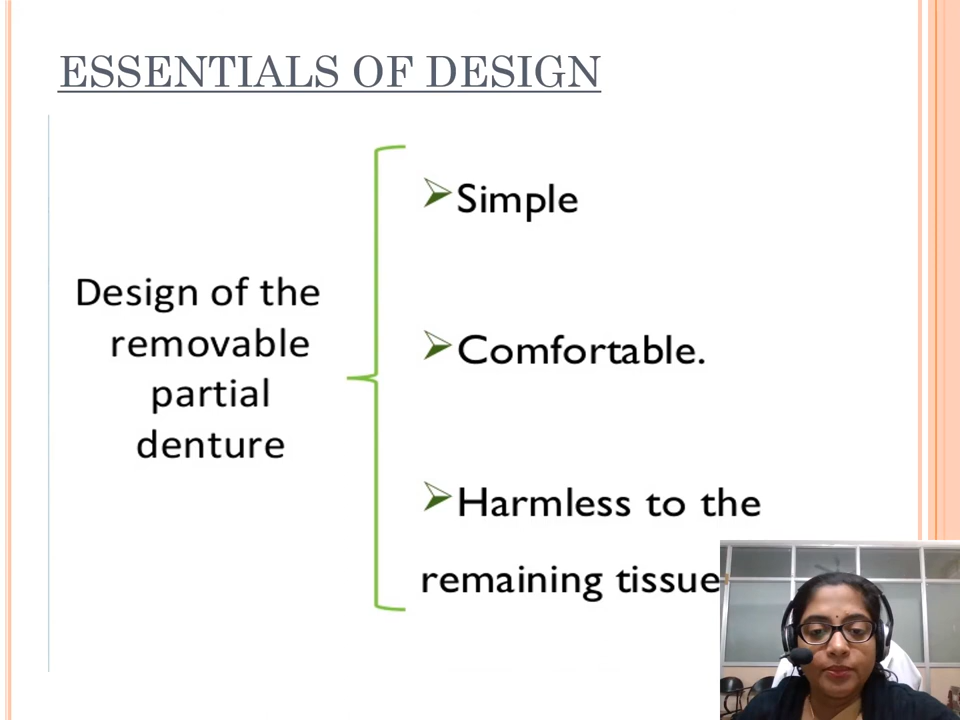 ESSENTIALS OF DESIGN
Design of the
removable
partial
denture
Simple
Comfortable.
Harmless to the
remaining tissue